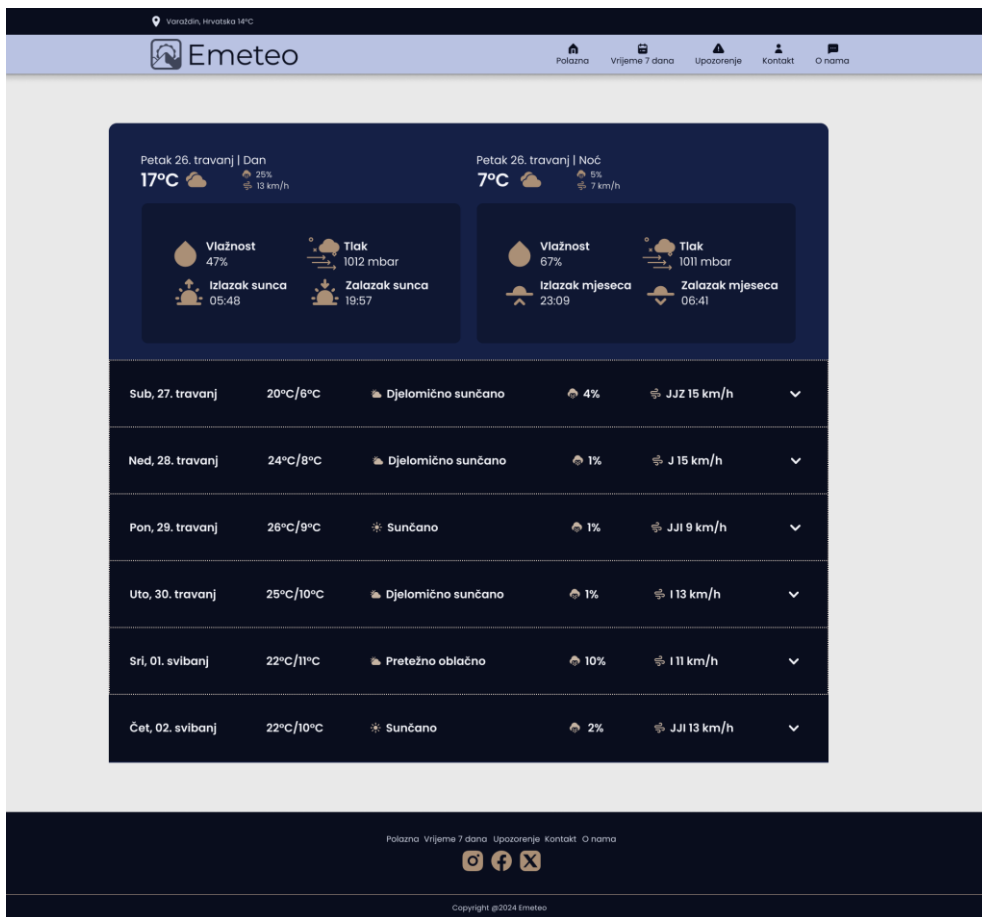 Varaždin, Hrvatska 14°C
Emeteo
Polazna Vrijeme 7 dana Upozorenje Kontakt O nama
Petak 26. travanj | Dan
17°C 25%
13 km/h
Vlažnost
47%
Tlak
1012 mbar
Izlazak sunca
05:48
Zalazak sunca
19:57
Petak 26. travanj | Noć
7°C 5%
7 km/h
Vlažnost
67%
Tlak
1011 mbar
Izlazak mjeseca
23:09
Zalazak mjeseca
06:41
Sub, 27. travanj 20°C/6°C Djelomično sunčano 4% JJZ 15 km/h
Ned, 28. travanj 24°C/8°C Djelomično sunčano 1% J 15 km/h
Pon, 29. travanj 26°C/9°C Sunčano 1% JJI 9 km/h
Uto, 30. travanj 25°C/10°C Djelomično sunčano 1% I 13 km/h
Sri, 01. svibanj 22°C/11°C Pretežno oblačno 10% I 11 km/h
Čet, 02. svibanj 22°C/10°C Sunčano 2% JJI 13 km/h
Polazna Vrijeme 7 dana Upozorenje Kontakt O nama
Copyright @2024 Emeteo